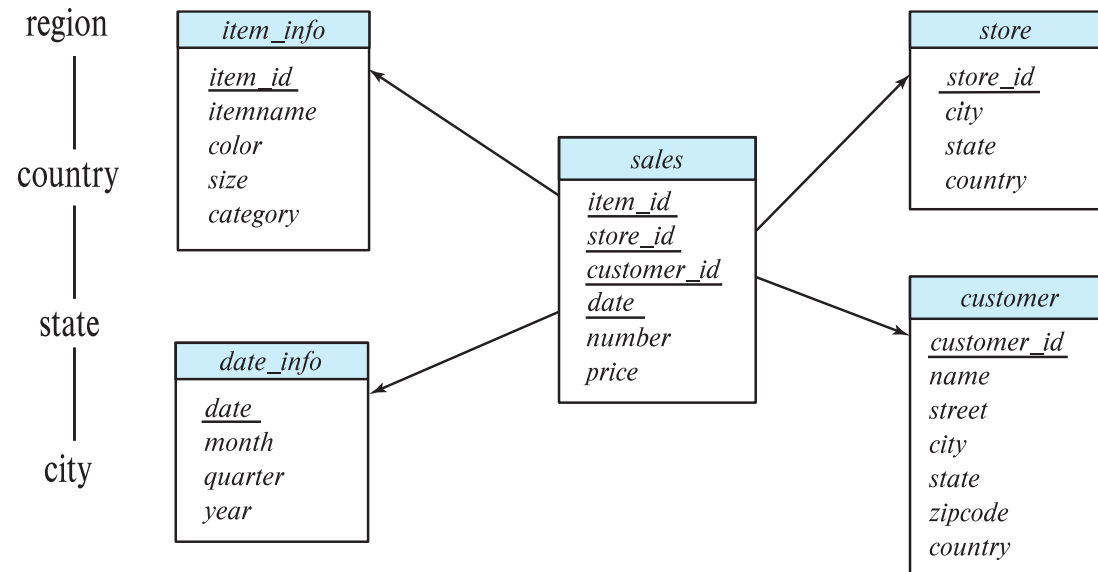 region
country
state
city
item_info
item_id
itemname
color
size
category
date_info
date
month
quarter
year
sales
item_id
store_id
customer_id
date
number
price
store
store_id
city
state
country
customer
customer_id
name
street
city
state
zipcode
country